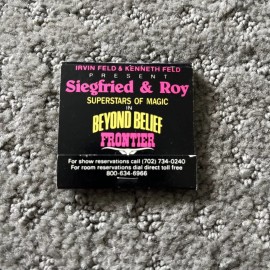 IRVIN FELD & KENNETH FELD
PRESENT
Siegfried & Roy
SUPERSTARS OF MAGIC
IN
BEYOND BELIEF
FRONTIER
For show reservations call (702) 734-0240
For room reservations dial direct toll free
800-634-6966